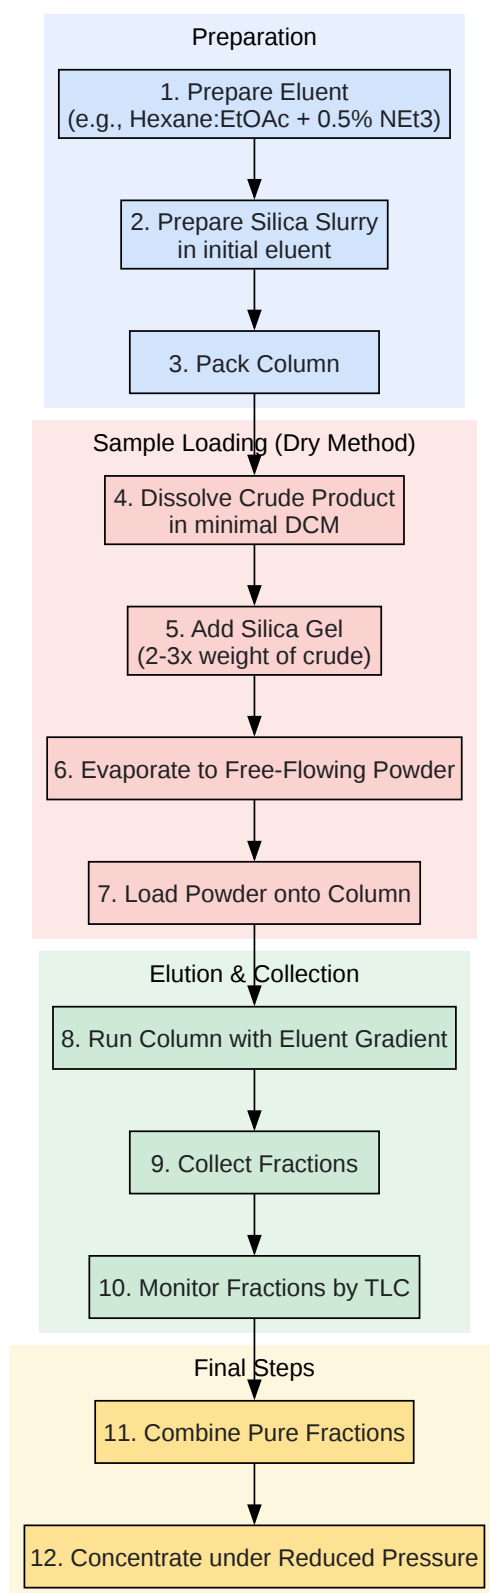 Preparation
1. Prepare Eluent
(e.g., Hexane:EtOAc + 0.5% NEt3)
2. Prepare Silica Slurry
in initial eluent
3. Pack Column
Sample Loading (Dry Method)
4. Dissolve Crude Product
in minimal DCM
5. Add Silica Gel
(2-3x weight of crude)
6. Evaporate to Free-Flowing Powder
7. Load Powder onto Column
Elution & Collection
8. Run Column with Eluent Gradient
9. Collect Fractions
10. Monitor Fractions by TLC
Final Steps
11. Combine Pure Fractions
12. Concentrate under Reduced Pressure